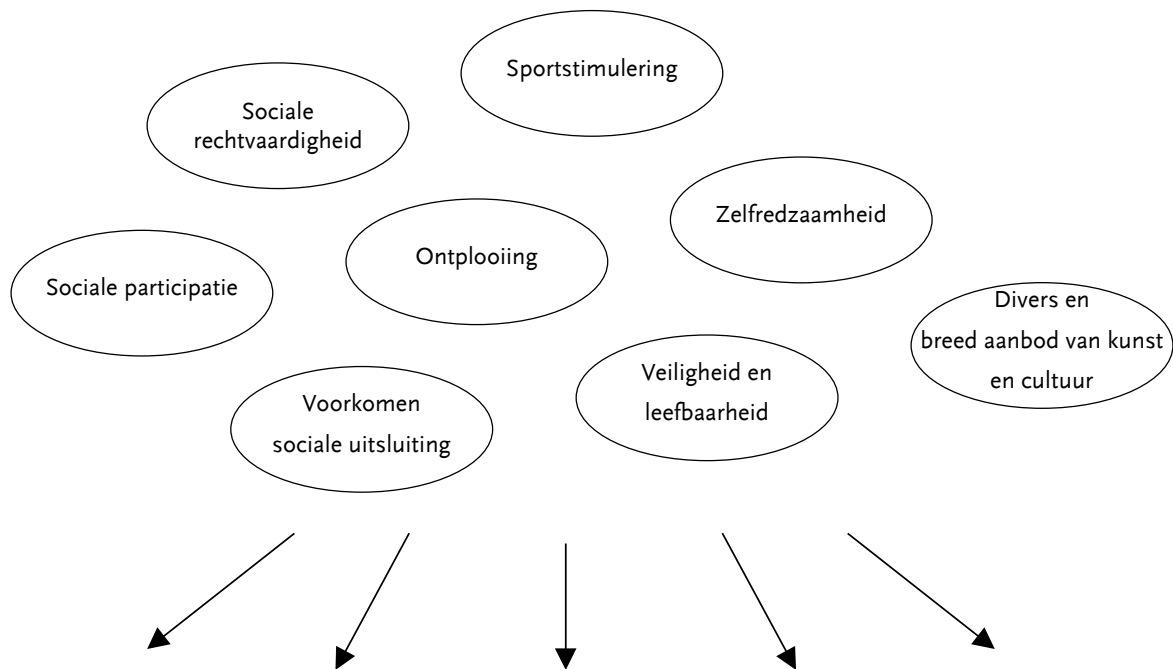 Sportstimulering
Sociale
rechtvaardigheid
Zelfredzaamheid
Ontplooiing
Sociale participatie
Divers en
breed aanbod van kunst
en cultuur
Veiligheid en
leefbaarheid
Voorkomen
sociale uitsluiting